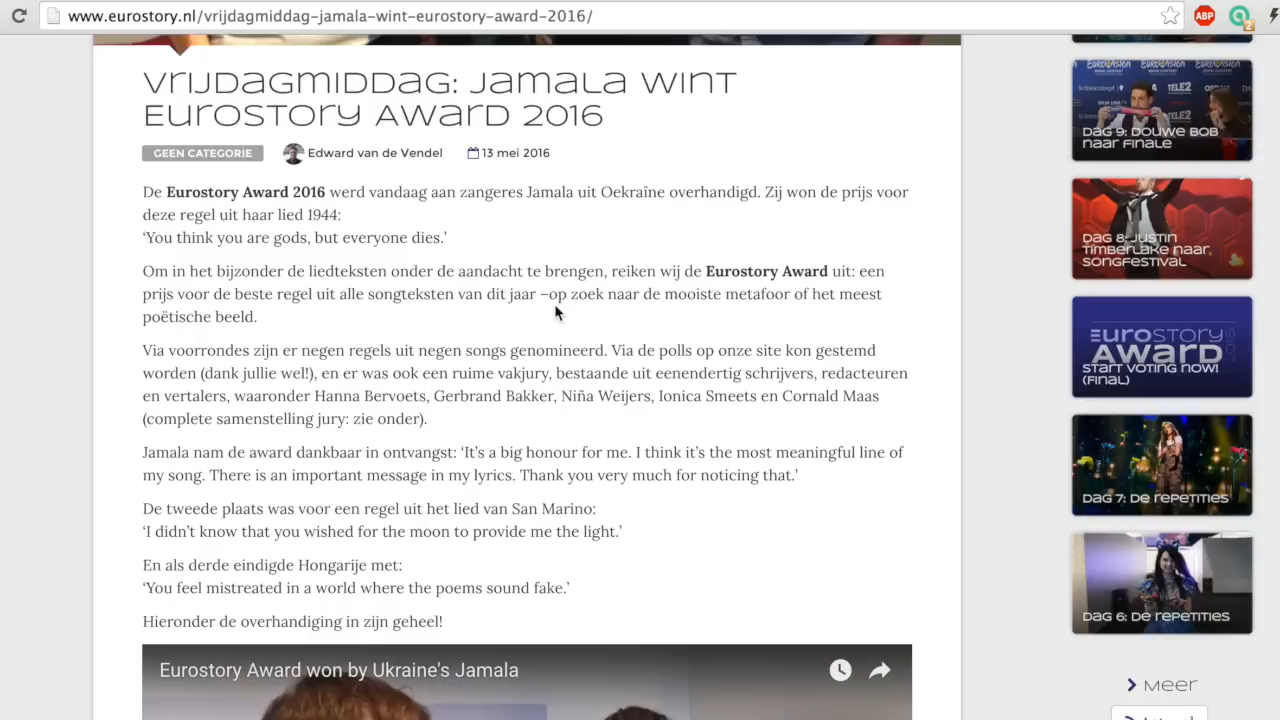 www.eurostory.nl/vrijdagmiddag-jamala-wint-eurostory-award-2016/
ABP
2
Vrijdagmiddag: Jamala wint
Eurostory Award 2016
GEEN CATEGORIE
Edward van de Vendel
13 mei 2016
De Eurostory Award 2016 werd vandaag aan zangeres Jamala uit Oekraïne overhandigd. Zij won de prijs voor
deze regel uit haar lied 1944:
‘You think you are gods, but everyone dies.’
Om in het bijzonder de liedteksten onder de aandacht te brengen, reiken wij de Eurostory Award uit: een
prijs voor de beste regel uit alle songteksten van dit jaar –op zoek naar de mooiste metafoor of het meest
poëtische beeld.
Via voorrondes zijn er negen regels uit negen songs genomineerd. Via de polls op onze site kon gestemd
worden (dank jullie wel!), en er was ook een ruime vakjury, bestaande uit eenendertig schrijvers, redacteuren
en vertalers, waaronder Hanna Bervoets, Gerbrand Bakker, Niña Weijers, Ionica Smeets en Cornald Maas
(complete samenstelling jury: zie onder).
Jamala nam de award dankbaar in ontvangst: ‘It’s a big honour for me. I think it’s the most meaningful line of
my song. There is an important message in my lyrics. Thank you very much for noticing that.’
De tweede plaats was voor een regel uit het lied van San Marino:
‘I didn’t know that you wished for the moon to provide me the light.’
En als derde eindigde Hongarije met:
‘You feel mistreated in a world where the poems sound fake.’
Hieronder de overhandiging in zijn geheel!
Eurostory Award won by Ukraine's Jamala
EUROVISION
TELE2
Dag 9: Douwe Bob
naar finale
Dag 8: Justin
Timberlake naar
Songfestival
Eurostory
Award 2016
Start voting now!
(Final)
Dag 7: De repetities
Dag 6: De repetities
Meer